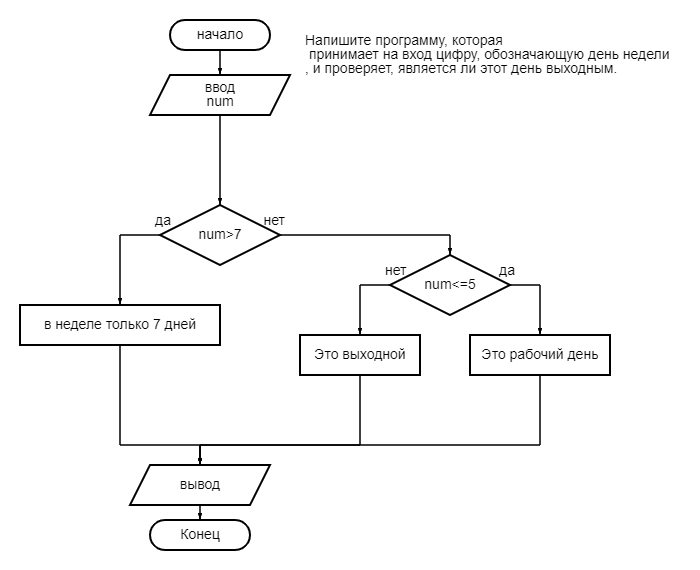 начало
Напишите программу, которая
принимает на вход цифру, обозначающую день недели
, и проверяет, является ли этот день выходным.
ввод
num
да
нет
num>7
нет
да
num<=5
в неделе только 7 дней
Это выходной
Это рабочий день
вывод
Конец